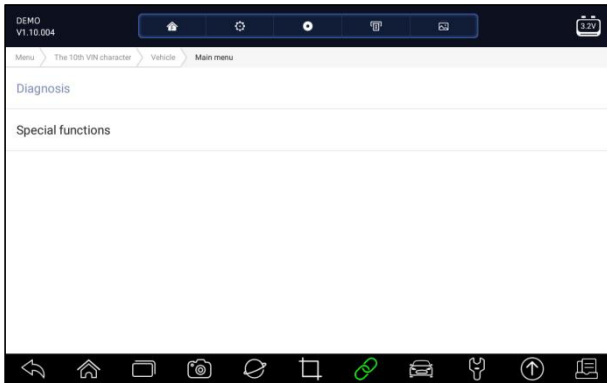 DEMO
V1.10.004
3.2V
Menu The 10th VIN character Vehicle Main menu
Diagnosis
Special functions